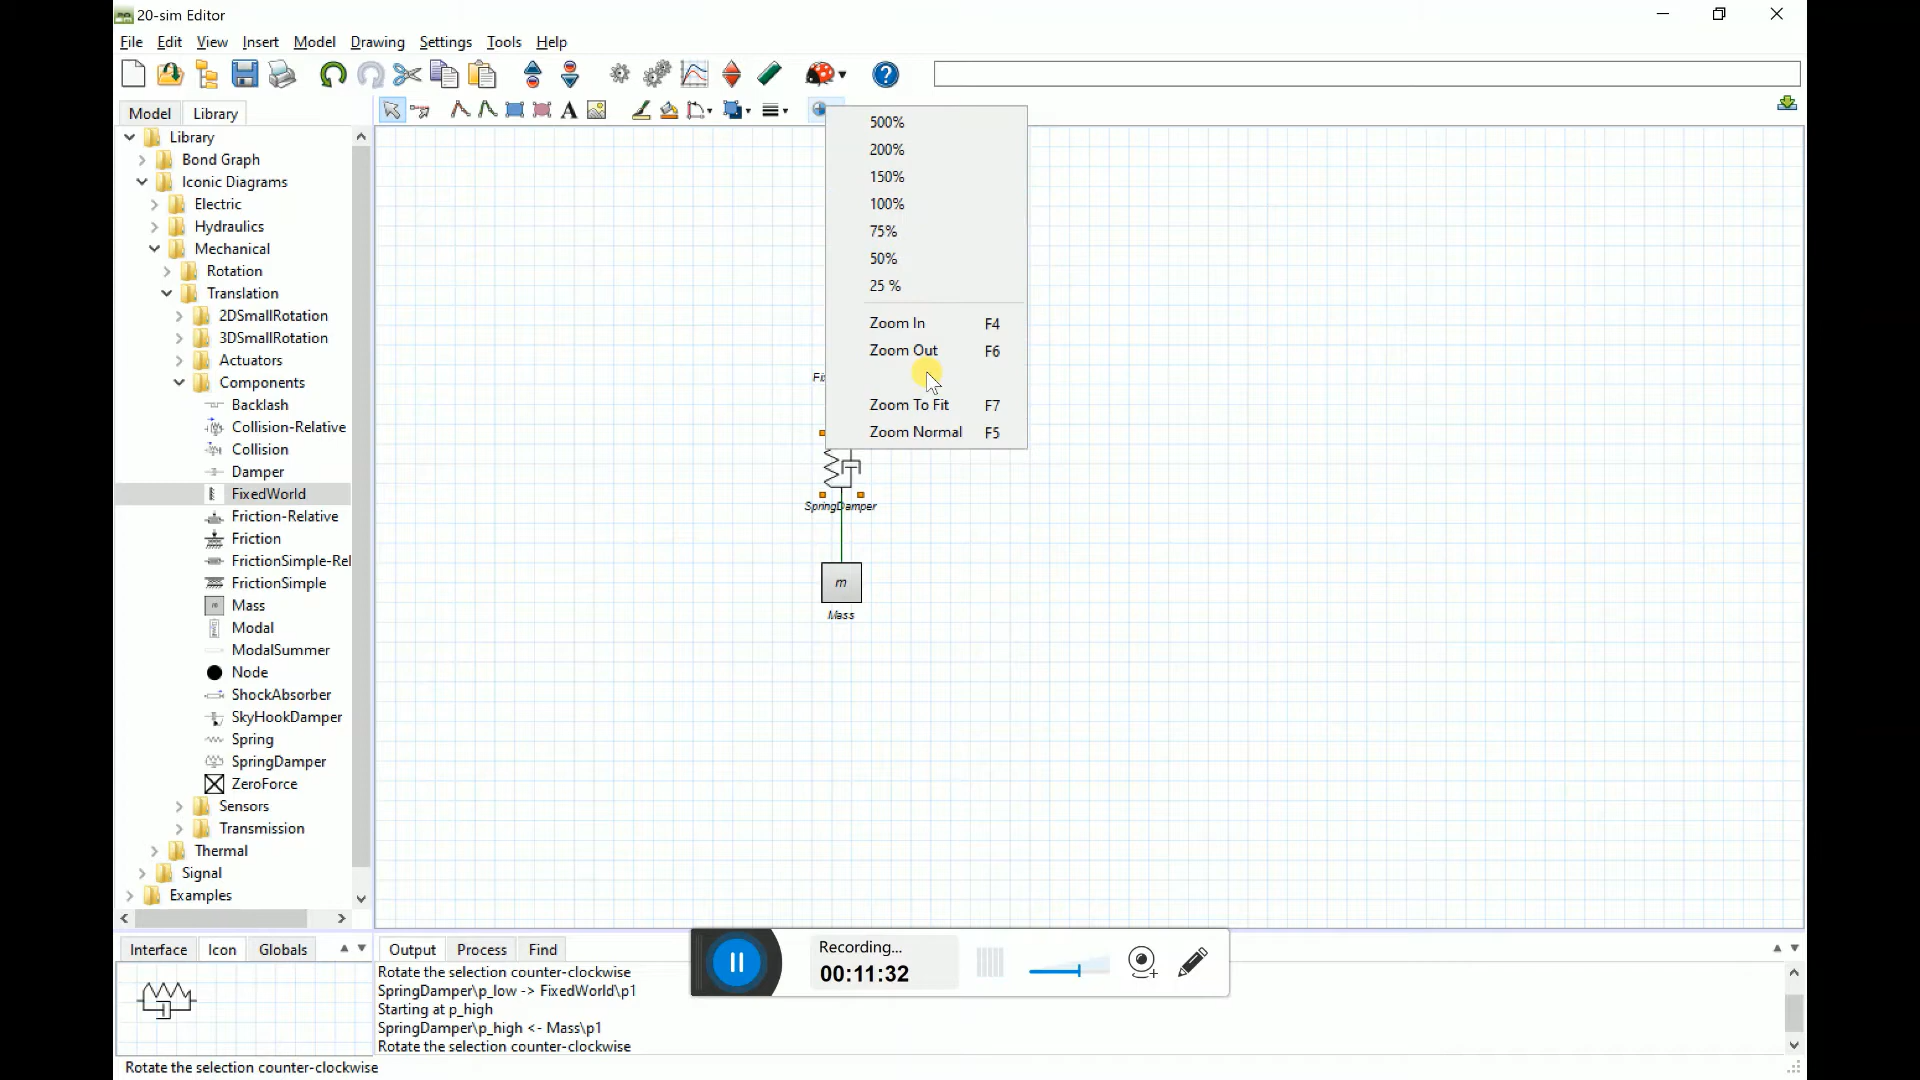 20-sim Editor
File Edit View Insert Model Drawing Settings Tools Help
Model Library
Library
Bond Graph
Iconic Diagrams
Electric
Hydraulics
Mechanical
Rotation
Translation
2DSmallRotation
3DSmallRotation
Actuators
Components
Backlash
Collision-Relative
Collision
Damper
FixedWorld
Friction-Relative
Friction
FrictionSimple-Rel
FrictionSimple
Mass
Modal
ModalSummer
Node
ShockAbsorber
SkyHookDamper
Spring
SpringDamper
ZeroForce
Sensors
Transmission
Thermal
Signal
Examples
500%
200%
150%
100%
75%
50%
25 %
Zoom In F4
Zoom Out F6
Zoom To Fit F7
Zoom Normal F5
SpringDamper
m
Mass
Interface Icon Globals
Output Process Find
Rotate the selection counter-clockwise
SpringDamper\p_low -> FixedWorld\p1
Starting at p_high
SpringDamper\p_high <- Mass\p1
Rotate the selection counter-clockwise
Recording...
00:11:32
Rotate the selection counter-clockwise